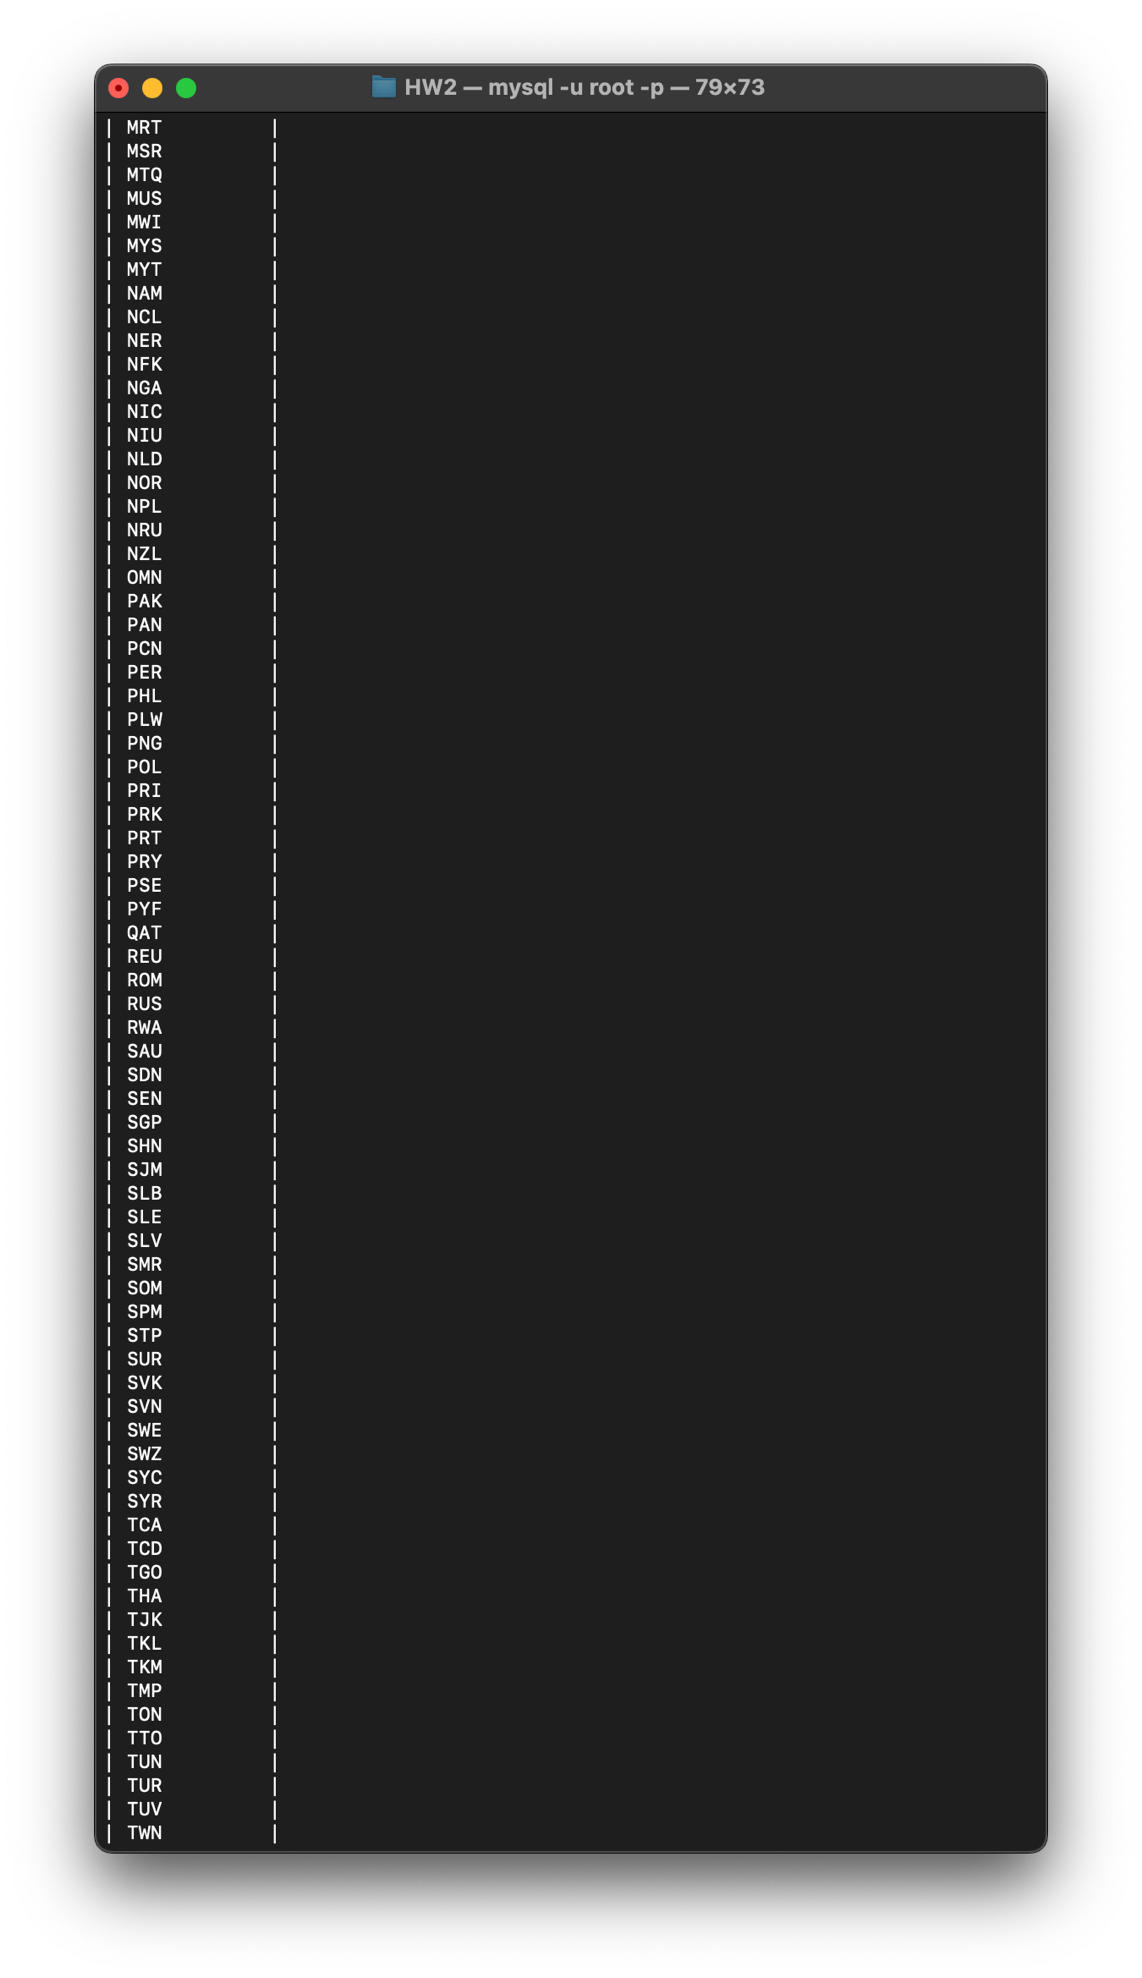 HW2 — mysql -u root -p — 79×73
| MRT |
| MSR |
| MTQ |
| MUS |
| MWI |
| MYS |
| MYT |
| NAM |
| NCL |
| NER |
| NFK |
| NGA |
| NIC |
| NIU |
| NLD |
| NOR |
| NPL |
| NRU |
| NZL |
| OMN |
| PAK |
| PAN |
| PCN |
| PER |
| PHL |
| PLW |
| PNG |
| POL |
| PRI |
| PRK |
| PRT |
| PRY |
| PSE |
| PYF |
| QAT |
| REU |
| ROM |
| RUS |
| RWA |
| SAU |
| SDN |
| SEN |
| SGP |
| SHN |
| SJM |
| SLB |
| SLE |
| SLV |
| SMR |
| SOM |
| SPM |
| STP |
| SUR |
| SVK |
| SVN |
| SWE |
| SWZ |
| SYC |
| SYR |
| TCA |
| TCD |
| TGO |
| THA |
| TJK |
| TKL |
| TKM |
| TMP |
| TON |
| TTO |
| TUN |
| TUR |
| TUV |
| TWN |